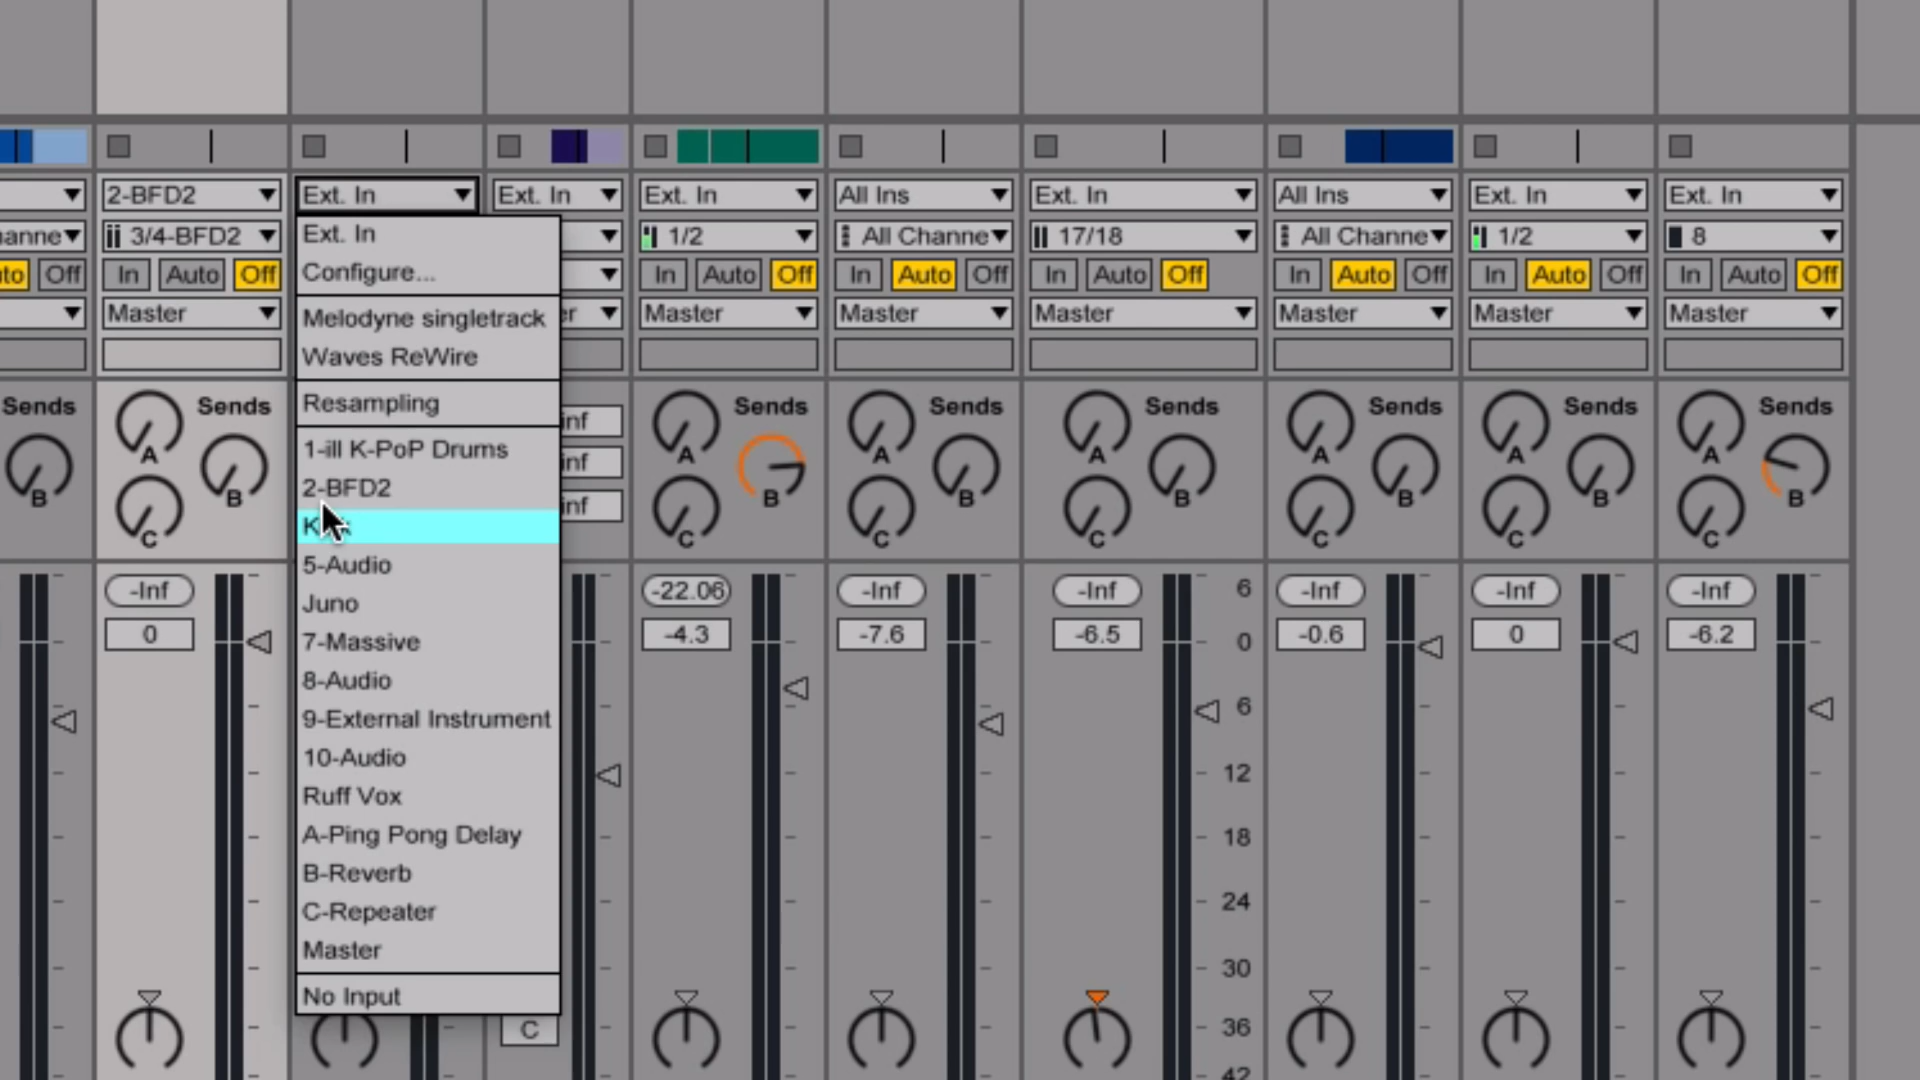 2-BFD2 Ext. In Ext. In Ext. In All Ins Ext. In All Ins Ext. In Ext. In
anne 3/4-BFD2 1/2 All Channe 17/18 All Channe 1/2 8
to Off In Auto Off In Auto Off In Auto Off In Auto Off In Auto Off In Auto Off In Auto Off
Master er Master Master Master Master Master Master
Ext. In
Configure...
Melodyne singletrack
Waves ReWire
Resampling
1-ill K-PoP Drums
2-BFD2
5-Audio
Juno
7-Massive
8-Audio
9-External Instrument
10-Audio
Ruff Vox
A-Ping Pong Delay
B-Reverb
C-Repeater
Master
No Input
Sends Sends Sends Sends Sends Sends Sends Sends
inf
inf
inf
B A B A B A B A B A B A B A B
C C C C C C C
-Inf -22.06 -Inf -Inf -Inf -Inf -Inf
0 -4.3 -7.6 -6.5 -0.6 0 -6.2
6
0
6
12
18
24
30
36
42
C